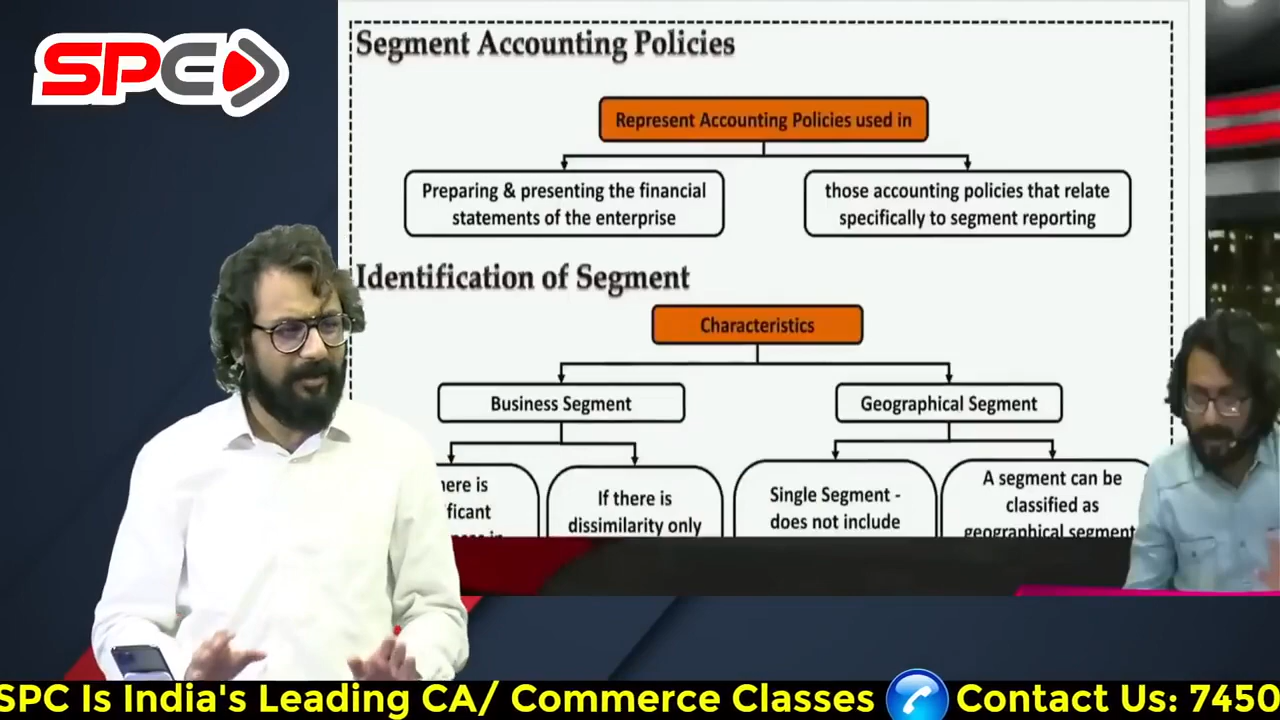 SPC
Segment Accounting Policies
Represent Accounting Policies used in
Preparing & presenting the financial
statements of the enterprise
those accounting policies that relate
specifically to segment reporting
Identification of Segment
Characteristics
Business Segment
Geographical Segment
If there is
dissimilarity only
Single Segment -
does not include
A segment can be
classified as
geographical segment
SPC Is India's Leading CA/ Commerce Classes Contact Us: 7450